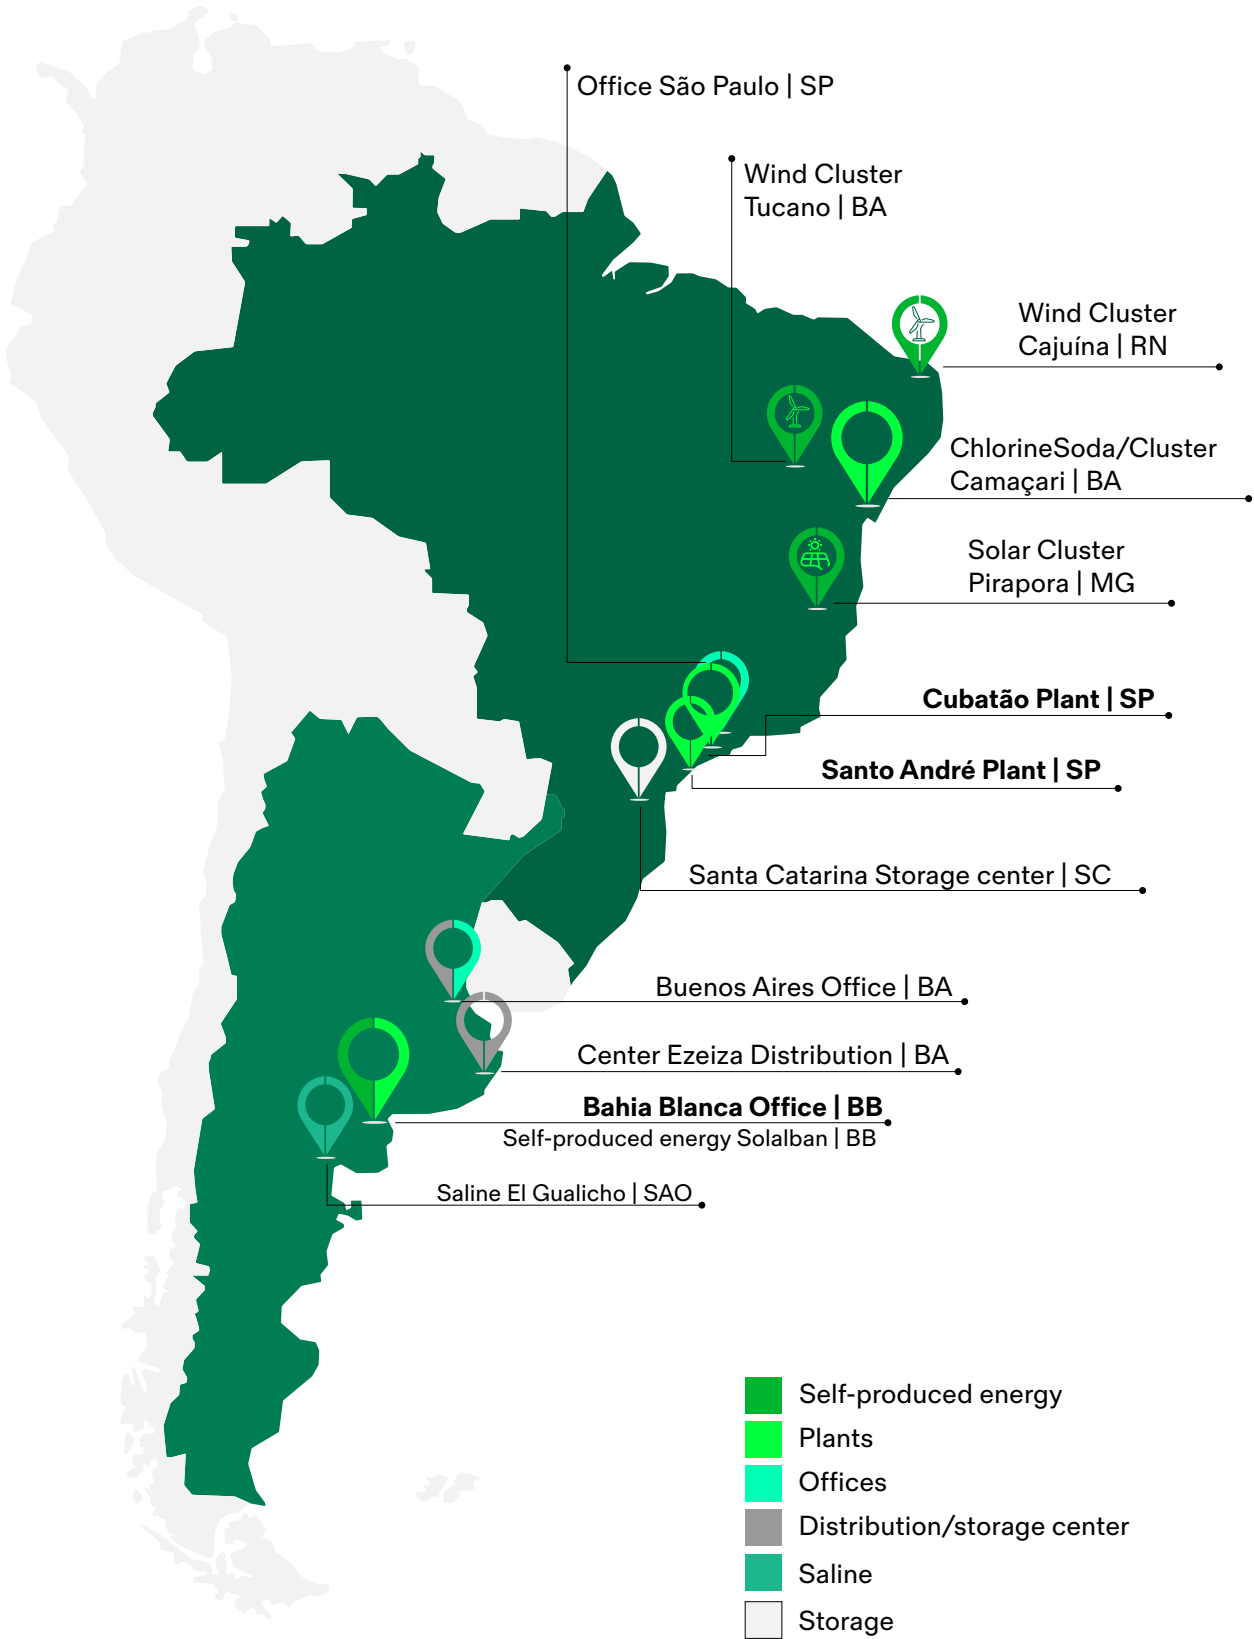 Office São Paulo | SP
Wind Cluster
Tucano | BA
Wind Cluster
Cajuína | RN
ChlorineSoda/Cluster
Camaçari | BA
Solar Cluster
Pirapora | MG
Cubatão Plant | SP
Santo André Plant | SP
Santa Catarina Storage center | SC
Buenos Aires Office | BA
Center Ezeiza Distribution | BA
Bahia Blanca Office | BB
Self-produced energy Solalban | BB
Saline El Gualicho | SAO
Self-produced energy
Plants
Offices
Distribution/storage center
Saline
Storage